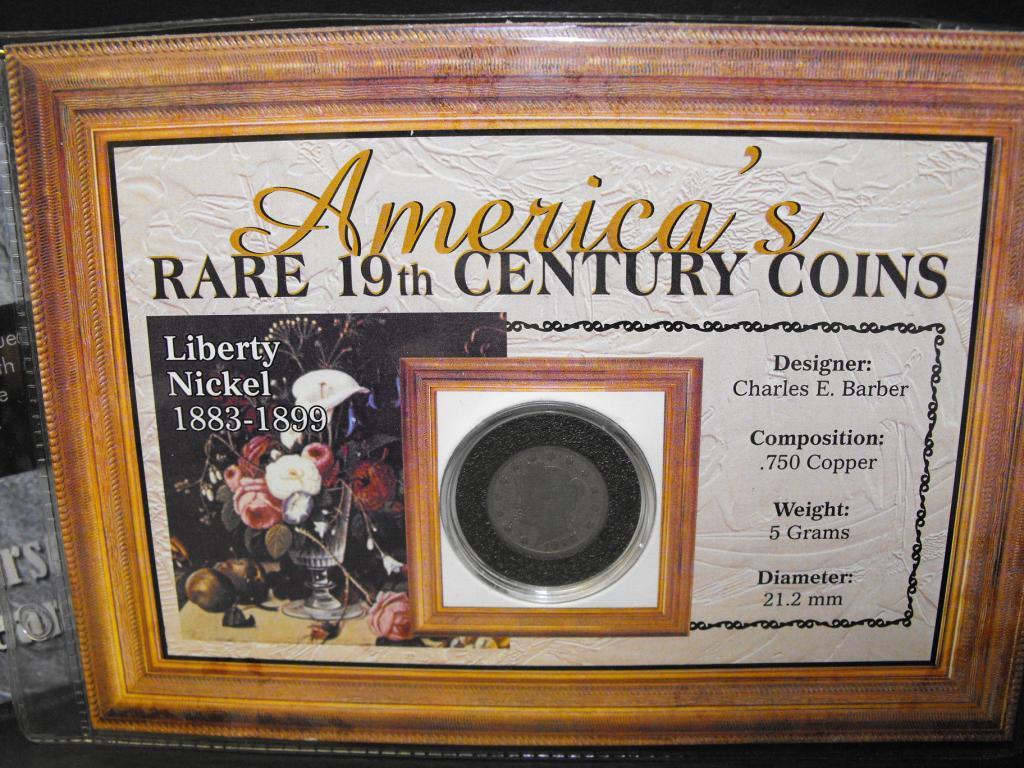 America's
RARE 19th CENTURY COINS
Liberty
Nickel
1883-1899
Designer:
Charles E. Barber
Composition:
.750 Copper
Weight:
5 Grams
Diameter:
21.2 mm